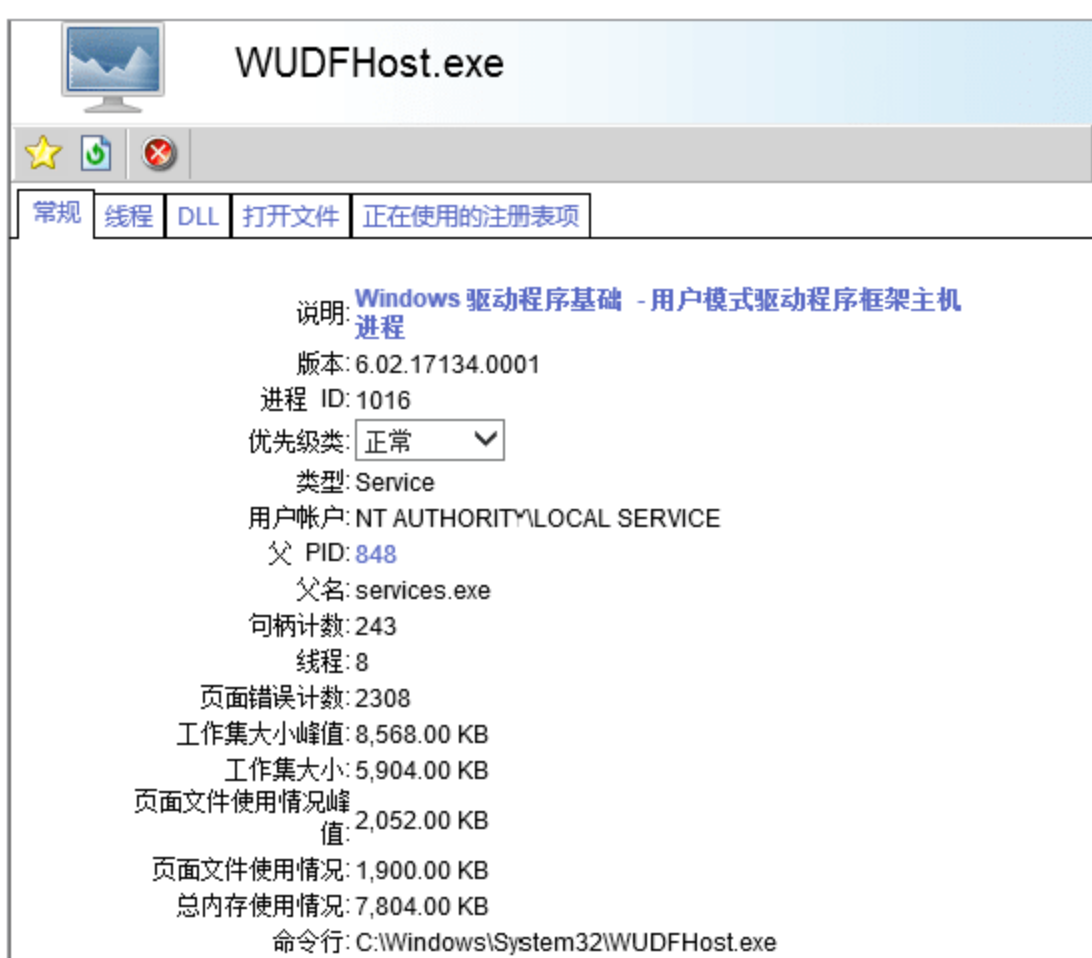 WUDFHost.exe
常规 线程 DLL 打开文件 正在使用的注册表项
说明: Windows 驱动程序基础 - 用户模式驱动程序框架主机
进程
版本: 6.02.17134.0001
进程 ID: 1016
优先级类: 正常
类型: Service
用户帐户: NT AUTHORITY\LOCAL SERVICE
父 PID: 848
父名: services.exe
句柄计数: 243
线程: 8
页面错误计数: 2308
工作集大小峰值: 8,568.00 KB
工作集大小: 5,904.00 KB
页面文件使用情况峰
值: 2,052.00 KB
页面文件使用情况: 1,900.00 KB
总内存使用情况: 7,804.00 KB
命令行: C:\Windows\System32\WUDFHost.exe